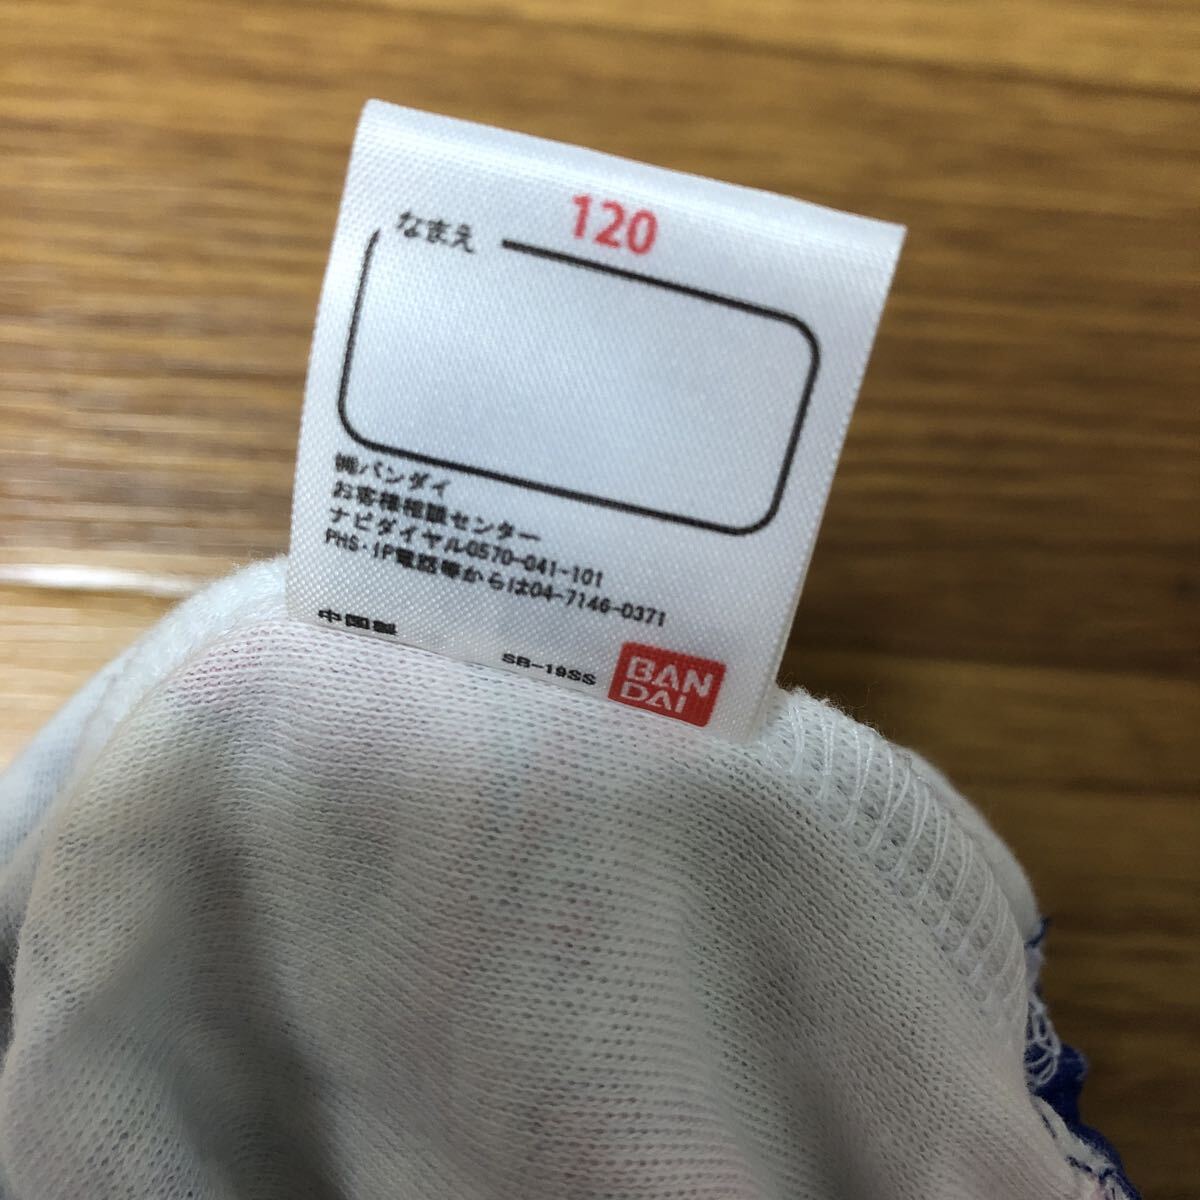 120
なまえ
㈱バンダイ
お客様相談センター
ナビダイヤル0570-041-101
PHS・IP電話等からは04-7146-0371
中国製
SB-19SS
BAN
DAI